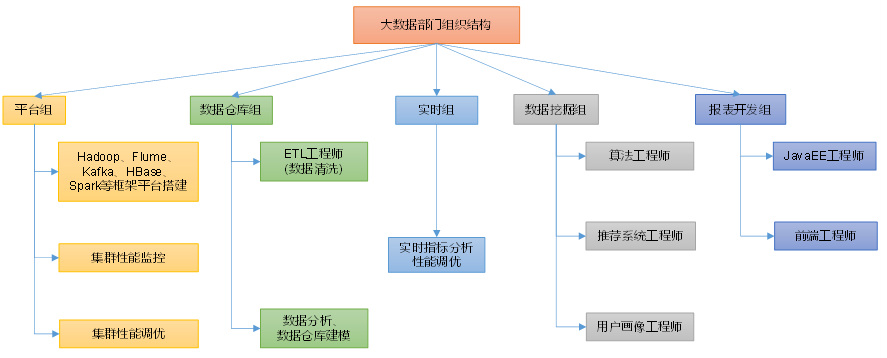 大数据部门组织结构
平台组
数据仓库组
实时组
数据挖掘组
报表开发组
Hadoop、Flume、
Kafka、HBase、
Spark等框架平台搭建
集群性能监控
集群性能调优
ETL工程师
(数据清洗)
数据分析、
数据仓库建模
实时指标分析
性能调优
算法工程师
推荐系统工程师
用户画像工程师
JavaEE工程师
前端工程师